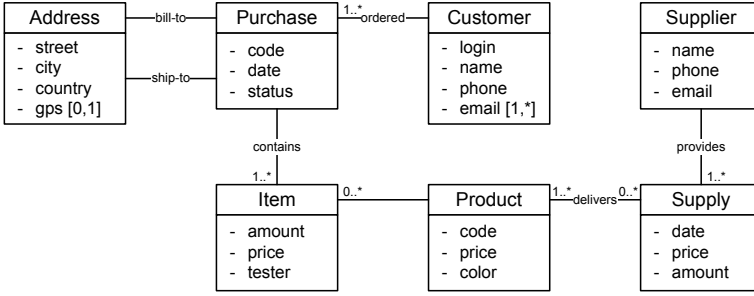 Address
- street
- city
- country
- gps [0,1]
bill-to
ship-to
Purchase
- code
- date
- status
1..*
ordered
Customer
- login
- name
- phone
- email [1,*]
Supplier
- name
- phone
- email
contains
1..*
provides
1..*
Item
- amount
- price
- tester
0..*
Product
- code
- price
- color
1..*
delivers
0..*
Supply
- date
- price
- amount